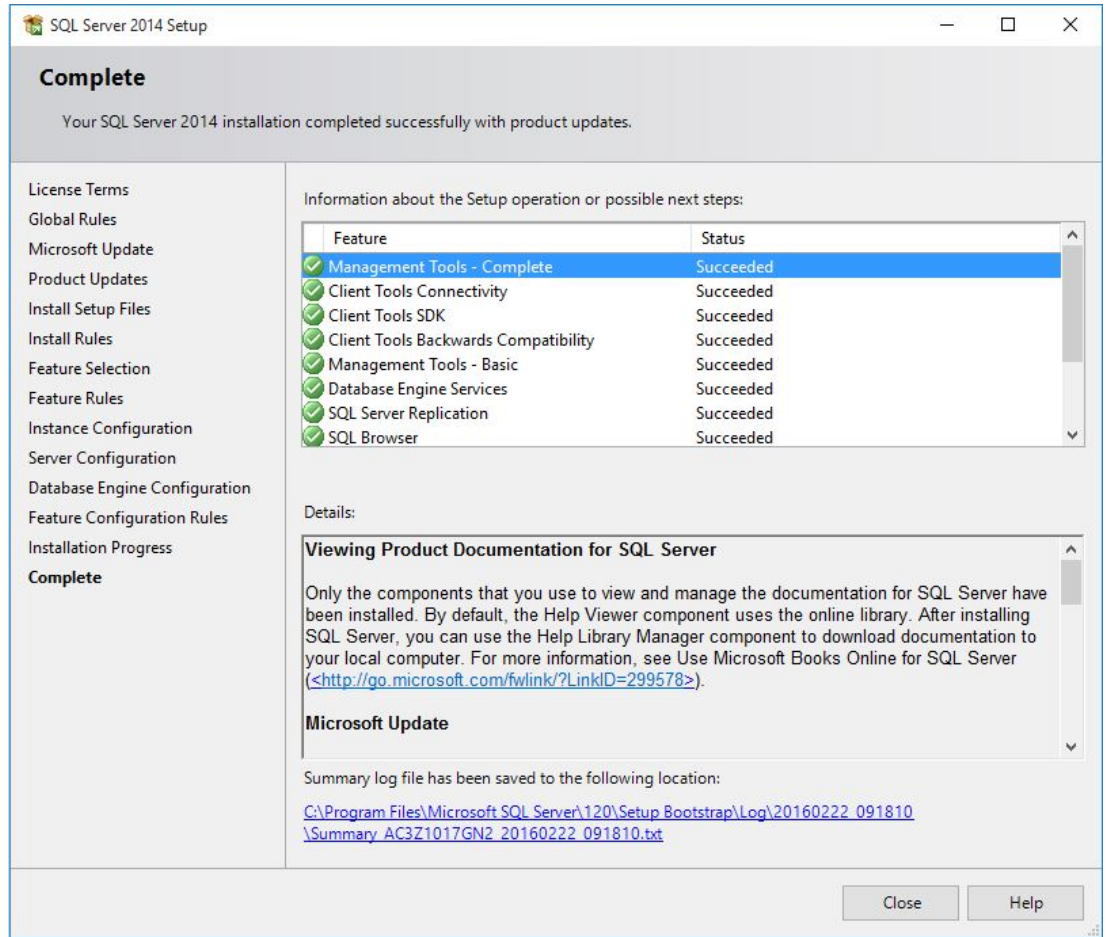 SQL Server 2014 Setup
Complete
Your SQL Server 2014 installation completed successfully with product updates.
License Terms
Global Rules
Microsoft Update
Product Updates
Install Setup Files
Install Rules
Feature Selection
Feature Rules
Instance Configuration
Server Configuration
Database Engine Configuration
Feature Configuration Rules
Installation Progress
Complete
Information about the Setup operation or possible next steps:
Feature Status
Management Tools - Complete Succeeded
Client Tools Connectivity Succeeded
Client Tools SDK Succeeded
Client Tools Backwards Compatibility Succeeded
Management Tools - Basic Succeeded
Database Engine Services Succeeded
SQL Server Replication Succeeded
SQL Browser Succeeded
Details:
Viewing Product Documentation for SQL Server
Only the components that you use to view and manage the documentation for SQL Server have
been installed. By default, the Help Viewer component uses the online library. After installing
SQL Server, you can use the Help Library Manager component to download documentation to
your local computer. For more information, see Use Microsoft Books Online for SQL Server
(<http://go.microsoft.com/fwlink/?LinkID=299578>).
Microsoft Update
Summary log file has been saved to the following location:
C:\Program Files\Microsoft SQL Server\120\Setup Bootstrap\Log\20160222_091810
\Summary_AC3Z1017GN2_20160222_091810.txt
Close Help